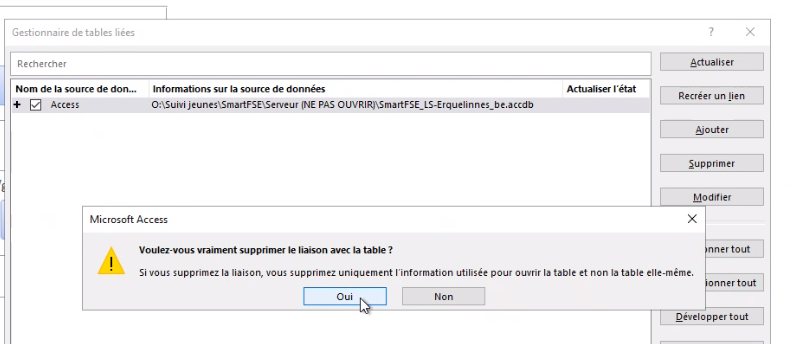 Gestionnaire de tables liées
Rechercher
Actualiser
Nom de la source de don... Informations sur la source de données Actualiser l'état
Access O:\Suivi jeunes\SmartFSE\Serveur (NE PAS OUVRIR)\SmartFSE_LS-Erquelinnes_be.accdb
Recréer un lien
Ajouter
Supprimer
Modifier
Microsoft Access
Voulez-vous vraiment supprimer le liaison avec la table ?
Si vous supprimez la liaison, vous supprimez uniquement l'information utilisée pour ouvrir la table et non la table elle-même.
Oui Non
onner tout
ionner tout
Développer tout